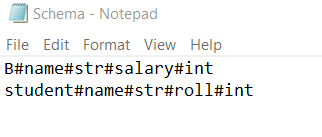 Schema - Notepad
File Edit Format View Help
B#name#str#salary#int
student#name#str#roll#int